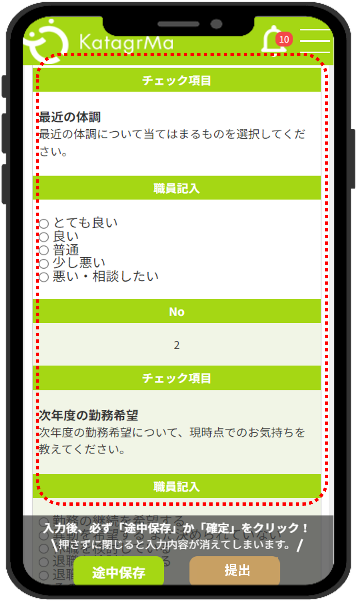 KatagrMa
10
チェック項目
最近の体調
最近の体調について当てはまるものを選択してくだ
さい。
職員記入
とても良い
良い
普通
少し悪い
悪い・相談したい
No
2
チェック項目
次年度の勤務希望
次年度の勤務希望について、現時点でのお気持ちを
教えてください。
職員記入
入力後、必ず「途中保存」か「確定」をクリック！
\押さずに閉じると入力内容が消えてしまいます。/
途中保存
提出